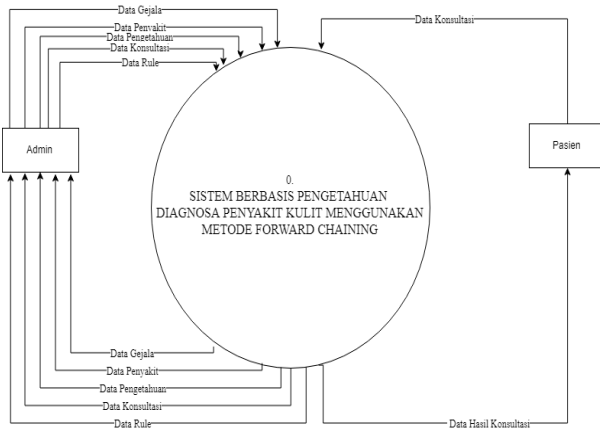 Data Gejala
Data Konsultasi
Data Penyakit
Data Pengetahuan
Data Konsultasi
Data Rule
Admin
Pasien
0.
SISTEM BERBASIS PENGETAHUAN
DIAGNOSA PENYAKIT KULIT MENGGUNAKAN
METODE FORWARD CHAINING
Data Gejala
Data Penyakit
Data Pengetahuan
Data Konsultasi
Data Rule
Data Hasil Konsultasi